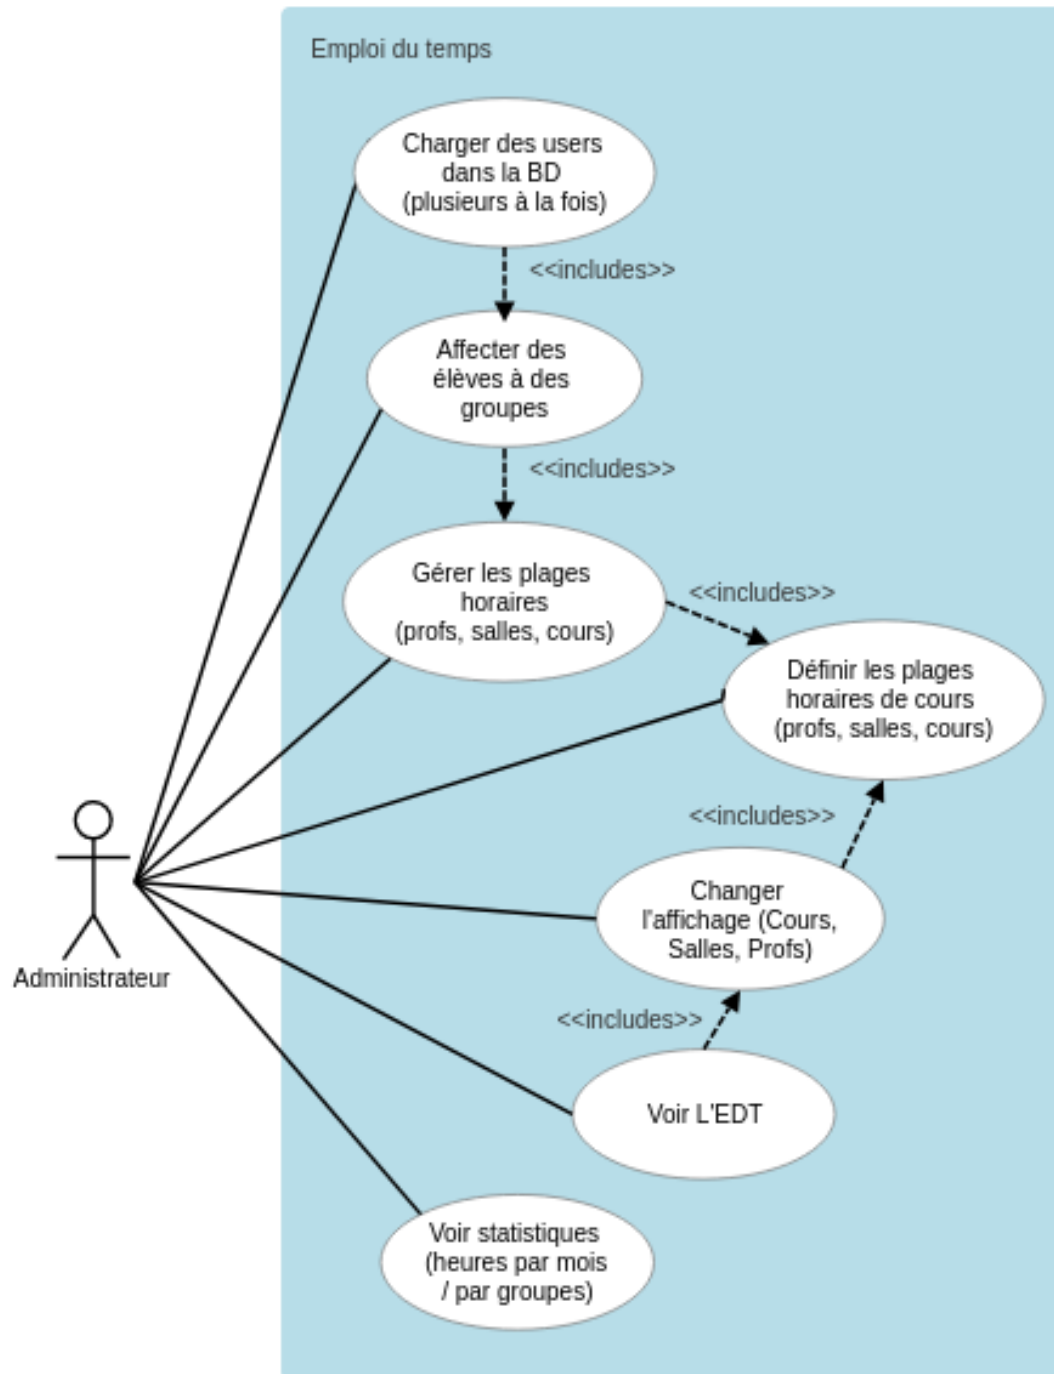 Emploi du temps
Charger des users
dans la BD
(plusieurs à la fois)
<<includes>>
Affecter des
élèves à des
groupes
<<includes>>
Gérer les plages
horaires
(profs, salles, cours)
<<includes>>
Définir les plages
horaires de cours
(profs, salles, cours)
<<includes>>
Changer
l'affichage (Cours,
Salles, Profs)
Administrateur
<<includes>>
Voir L'EDT
Voir statistiques
(heures par mois
/ par groupes)